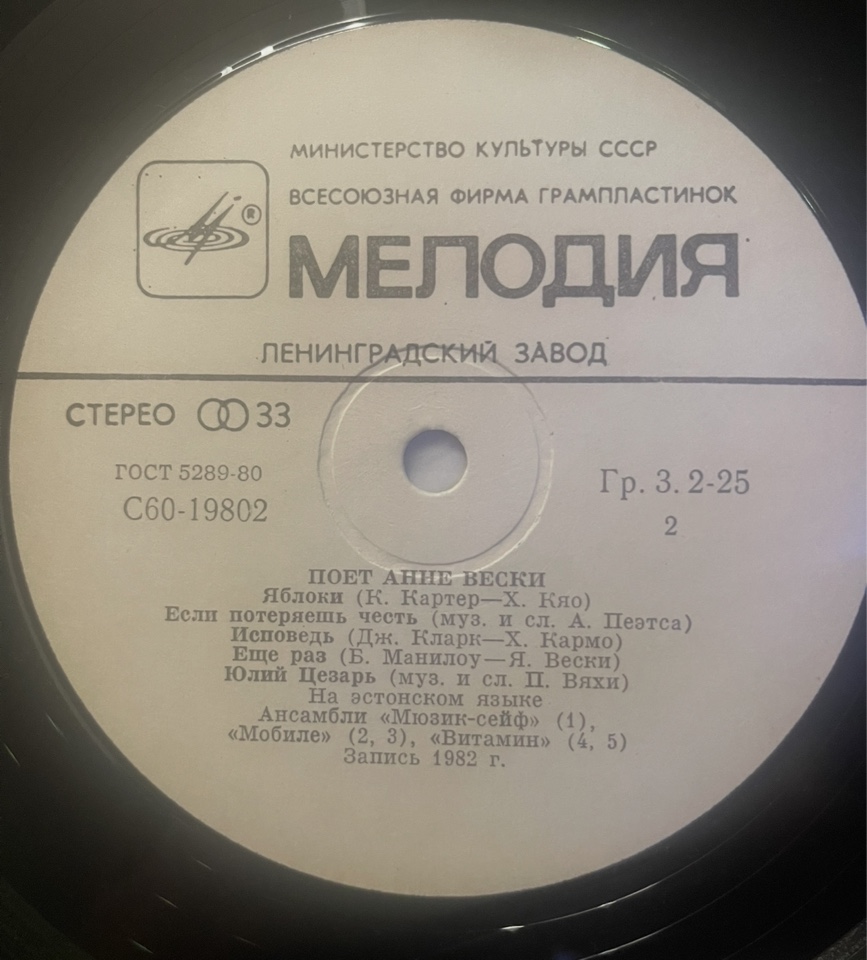 МИНИСТЕРСТВО КУЛЬТУРЫ СССР
ВСЕСОЮЗНАЯ ФИРМА ГРАМПЛАСТИНОК
®
МЕЛОДИЯ
ЛЕНИНГРАДСКИЙ ЗАВОД
СТЕРЕО 33
ГОСТ 5289-80
С60-19802
Гр. 3. 2-25
2
ПОЕТ АННЕ ВЕСКИ
Яблоки (К. Картер—Х. Кяо)
Если потеряешь честь (муз. и сл. А. Пеэтса)
Исповедь (Дж. Кларк—Х. Кармо)
Еще раз (Б. Манилоу—Я. Вески)
Юлий Цезарь (муз. и сл. П. Вяхи)
На эстонском языке
Ансамбли «Мюзик-сейф» (1),
«Мобиле» (2, 3), «Витамин» (4, 5)
Запись 1982 г.